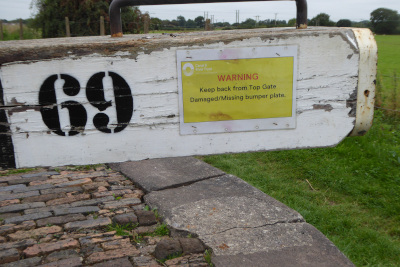 69
WARNING
Keep back from Top Gate
Damaged/Missing bumper plate.